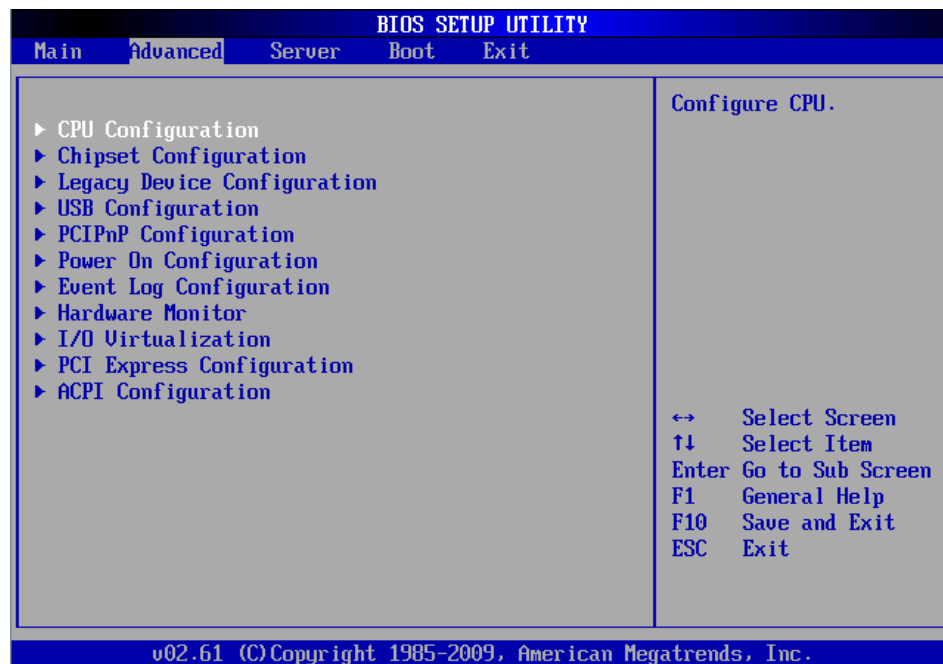 BIOS SETUP UTILITY
Main Advanced Server Boot Exit
Configure CPU.
▶ CPU Configuration
▶ Chipset Configuration
▶ Legacy Device Configuration
▶ USB Configuration
▶ PCIPnP Configuration
▶ Power On Configuration
▶ Event Log Configuration
▶ Hardware Monitor
▶ I/O Virtualization
▶ PCI Express Configuration
▶ ACPI Configuration
↔ Select Screen
↑↓ Select Item
Enter Go to Sub Screen
F1 General Help
F10 Save and Exit
ESC Exit
v02.61 (C)Copyright 1985-2009, American Megatrends, Inc.